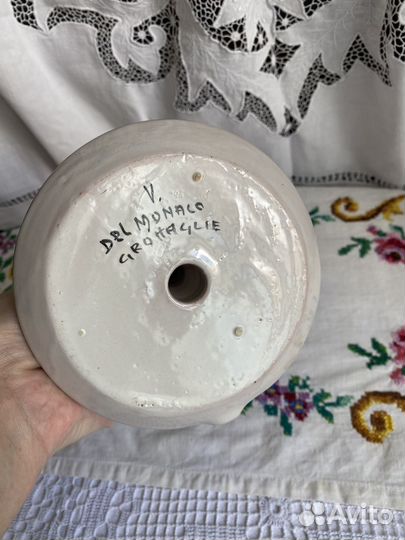 V.
DEL MONACO
GROTTAGLIE
Avito